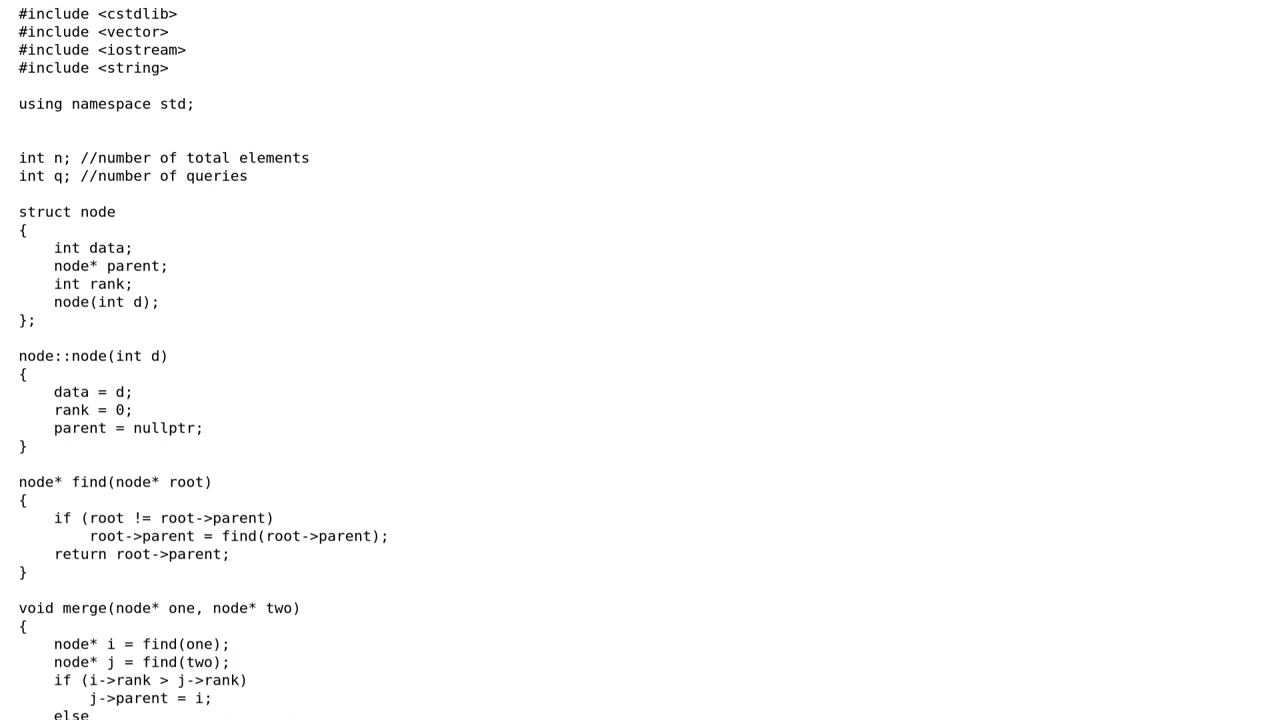 #include <cstdlib>
#include <vector>
#include <iostream>
#include <string>

using namespace std;


int n; //number of total elements
int q; //number of queries

struct node
{
    int data;
    node* parent;
    int rank;
    node(int d);
};

node::node(int d)
{
    data = d;
    rank = 0;
    parent = nullptr;
}

node* find(node* root)
{
    if (root != root->parent)
        root->parent = find(root->parent);
    return root->parent;
}

void merge(node* one, node* two)
{
    node* i = find(one);
    node* j = find(two);
    if (i->rank > j->rank)
        j->parent = i;
    else